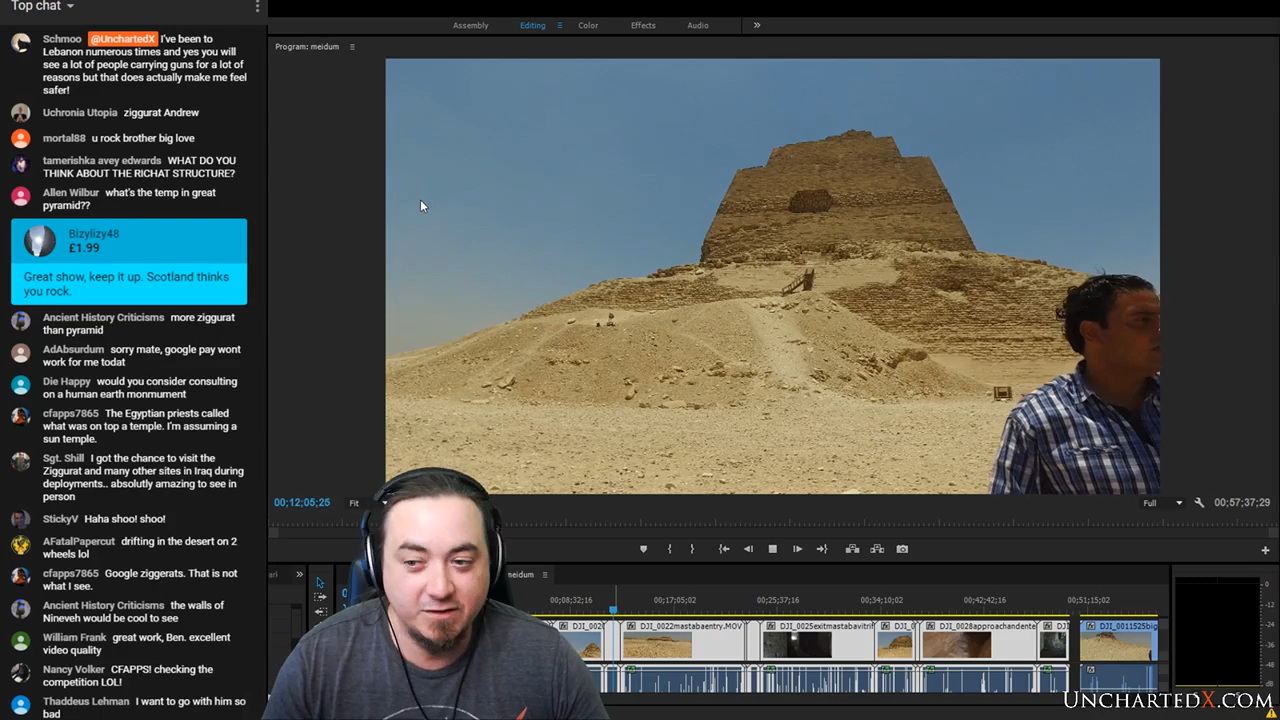 Top chat
Schmoo @UnchartedX I've been to
Lebanon numerous times and yes you will
see a lot of people carrying guns for a lot of
reasons but that does actually make me feel
safer!
Uchronia Utopia ziggurat Andrew
mortal88 u rock brother big love
tamerishka avey edwards WHAT DO YOU
THINK ABOUT THE RICHAT STRUCTURE?
Allen Wilbur what's the temp in great
pyramid??
Bizylizy48
£1.99
Great show, keep it up. Scotland thinks
you rock.
Ancient History Criticisms more ziggurat
than pyramid
AdAbsurdum sorry mate, google pay wont
work for me todat
Die Happy would you consider consulting
on a human earth monmument
cfapps7865 The Egyptian priests called
what was on top a temple. I'm assuming a
sun temple.
Sgt. Shill I got the chance to visit the
Ziggurat and many other sites in Iraq during
deployments.. absolutly amazing to see in
person
StickyV Haha shoo! shoo!
AFatalPapercut drifting in the desert on 2
wheels lol
cfapps7865 Google ziggerats. That is not
what I see.
Ancient History Criticisms the walls of
Nineveh would be cool to see
William Frank great work, Ben. excellent
video quality
Nancy Volker CFAPPS! checking the
competition LOL!
Thaddeus Lehman I want to go with him so
bad
Assembly Editing Color Effects Audio
Program: meidum
00;12;05;25 Fit Full 00;57;37;29
meidum
00;08;32;16 00;17;05;02 00;25;37;16 00;34;10;02 00;42;42;16 00;51;15;02
DJI_002 DJI_0022mastabaentry.MOV DJI_0025exitmastabavitrif DJI_0 DJI_0028approachandente DJI DJI_0011525big
UNCHARTEDX.COM